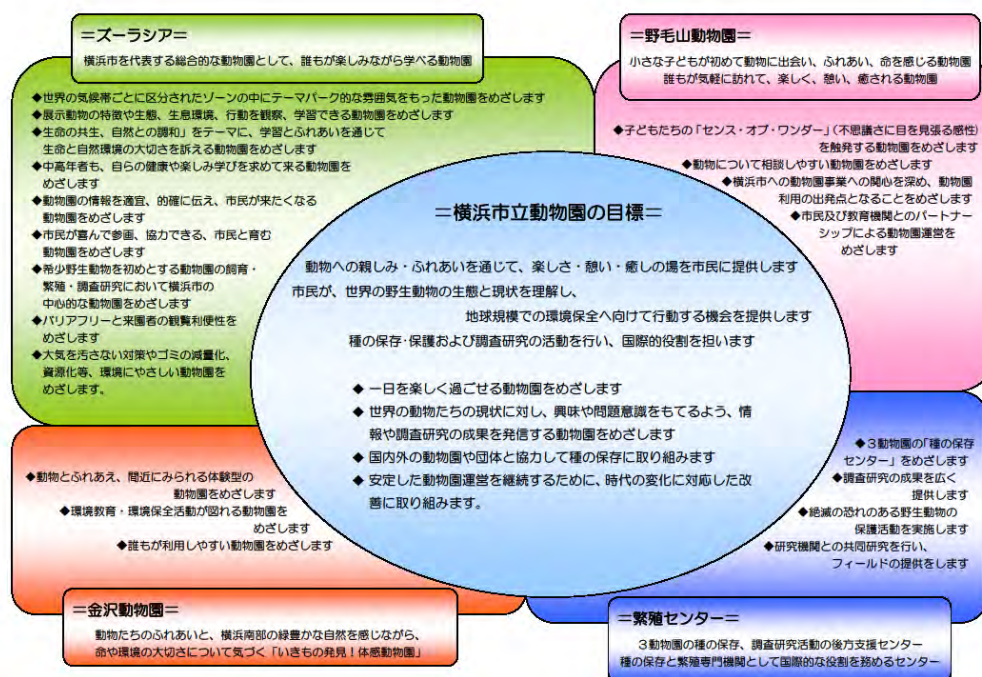 ＝ズーラシア＝
横浜市を代表する総合的な動物園として、誰もが楽しみながら学べる動物園
◆世界の気候帯ごとに区分されたゾーンの中にテーマパーク的な雰囲気をもった動物園をめざします
◆展示動物の特徴や生態、生息環境、行動を観察、学習できる動物園をめざします
◆生命の共生、自然との調和」をテーマに、学習とふれあいを通じて
生命と自然環境の大切さを訴える動物園をめざします
◆中高年者も、自らの健康や楽しみ学びを求めて来る動物園を
めざします
◆動物園の情報を適宜、的確に伝え、市民が来たくなる
動物園をめざします
◆市民が喜んで参画、協力できる、市民と育む
動物園をめざします
◆希少野生動物を初めとする動物園の飼育・
繁殖・調査研究において横浜市の
中心的な動物園をめざします
◆バリアフリーと来園者の観覧利便性を
めざします
◆大気を汚さない対策やゴミの減量化、
資源化等、環境にやさしい動物園を
めざします。
＝野毛山動物園＝
小さな子どもが初めて動物に出会い、ふれあい、命を感じる動物園
誰もが気軽に訪れて、楽しく、憩い、癒される動物園
◆子どもたちの「センス・オブ・ワンダー」（不思議さに目を見張る感性）
を触発する動物園をめざします
◆動物について相談しやすい動物園をめざします
◆横浜市への動物園事業への関心を深め、動物園
利用の出発点となることをめざします
◆市民及び教育機関とのパートナー
シップによる動物園運営を
めざします
＝横浜市立動物園の目標＝
動物への親しみ・ふれあいを通じて、楽しさ・憩い・癒しの場を市民に提供します
市民が、世界の野生動物の生態と現状を理解し、
地球規模での環境保全へ向けて行動する機会を提供します
種の保存・保護および調査研究の活動を行い、国際的役割を担います
◆ 一日を楽しく過ごせる動物園をめざします
◆ 世界の動物たちの現状に対し、興味や問題意識をもてるよう、情
報や調査研究の成果を発信する動物園をめざします
◆ 国内外の動物園や団体と協力して種の保存に取り組みます
◆ 安定した動物園運営を継続するために、時代の変化に対応した改
善に取り組みます。
◆動物とふれあえ、間近にみられる体験型の
動物園をめざします
◆環境教育・環境保全活動が図れる動物園を
めざします
◆誰もが利用しやすい動物園をめざします
＝金沢動物園＝
動物たちのふれあいと、横浜南部の緑豊かな自然を感じながら、
命や環境の大切さについて気づく「いきもの発見！体感動物園」
◆３動物園の「種の保存
センター」をめざします
◆調査研究の成果を広く
提供します
◆絶滅の恐れのある野生動物の
保護活動を実施します
◆研究機関との共同研究を行い、
フィールドの提供をします
＝繁殖センター＝
３動物園の種の保存、調査研究活動の後方支援センター
種の保存と繁殖専門機関として国際的な役割を務めるセンター